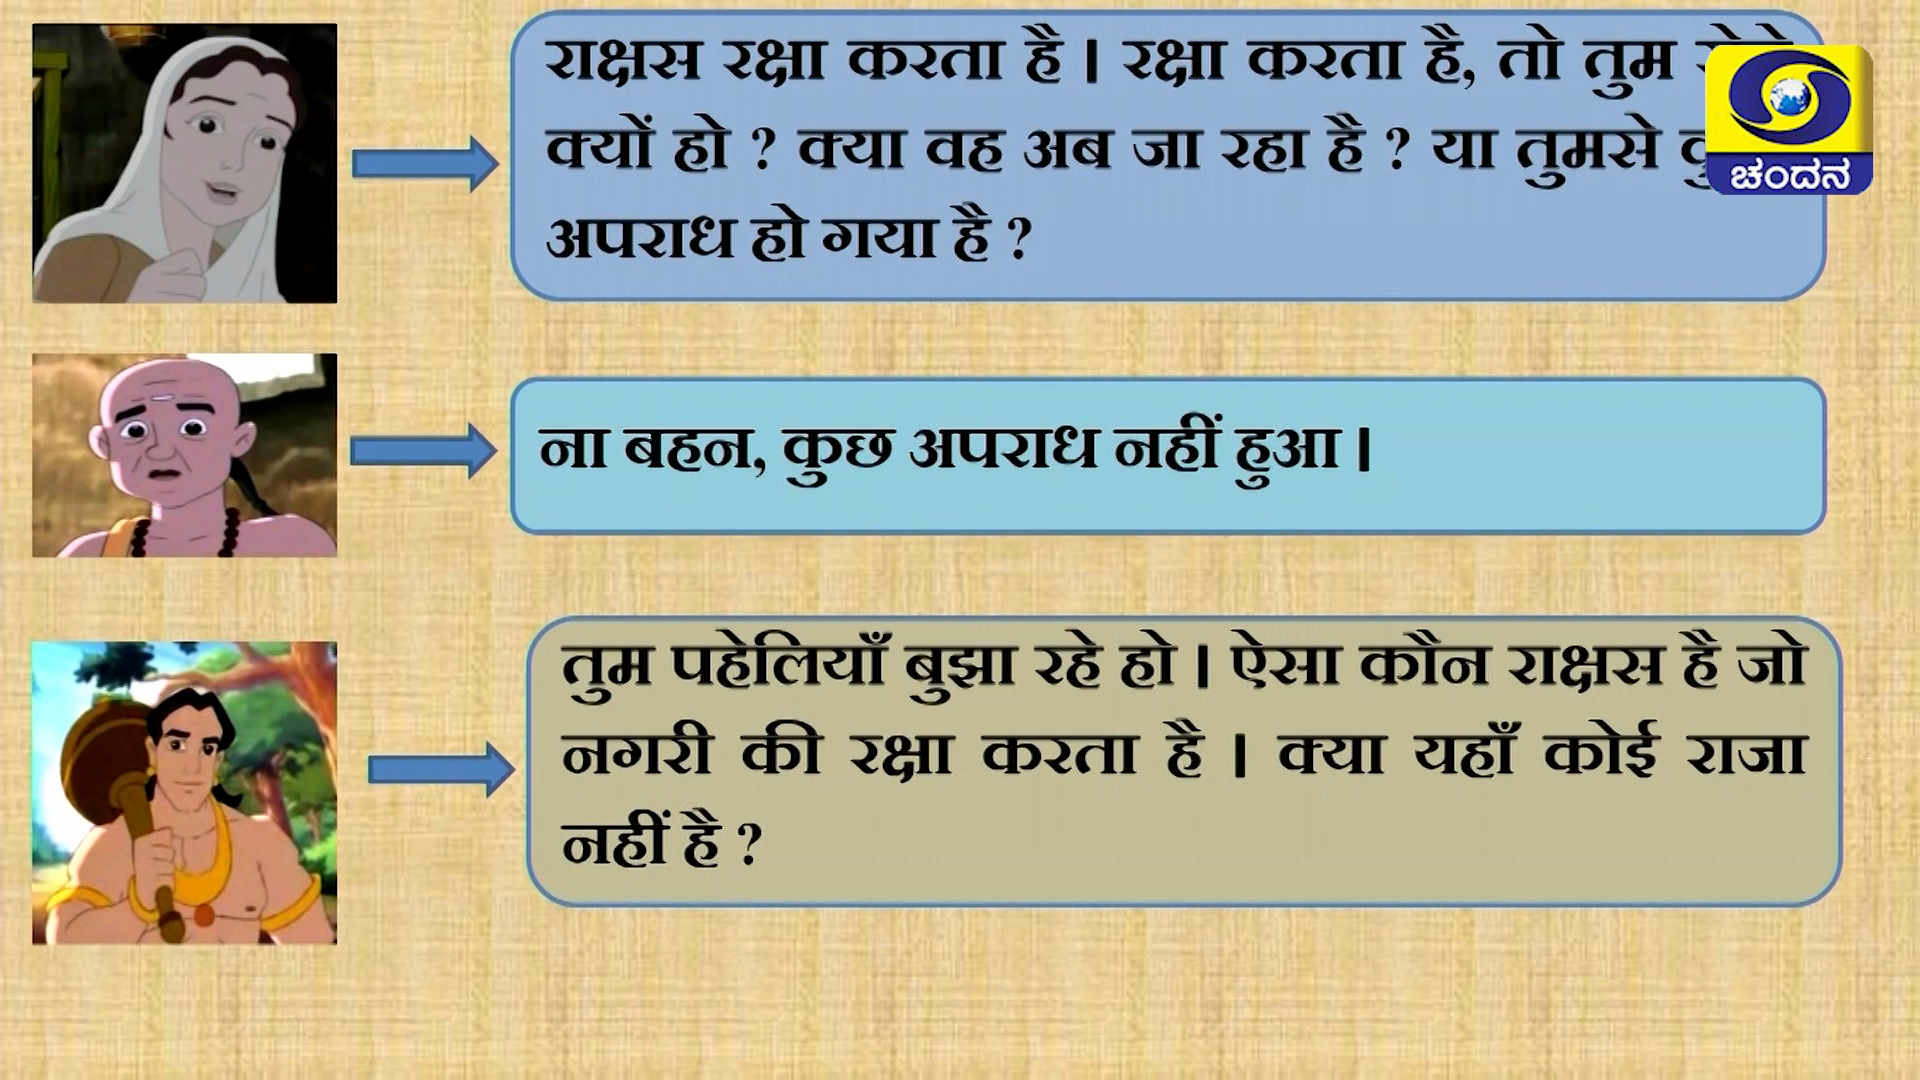 राक्षस रक्षा करता है । रक्षा करता है, तो तुम
क्यों हो ? क्या वह अब जा रहा है ? या तुमसे
अपराध हो गया है ?
ಚಂದನ
ना बहन, कुछ अपराध नहीं हुआ ।
तुम पहेलियाँ बुझा रहे हो । ऐसा कौन राक्षस है जो
नगरी की रक्षा करता है । क्या यहाँ कोई राजा
नहीं है ?